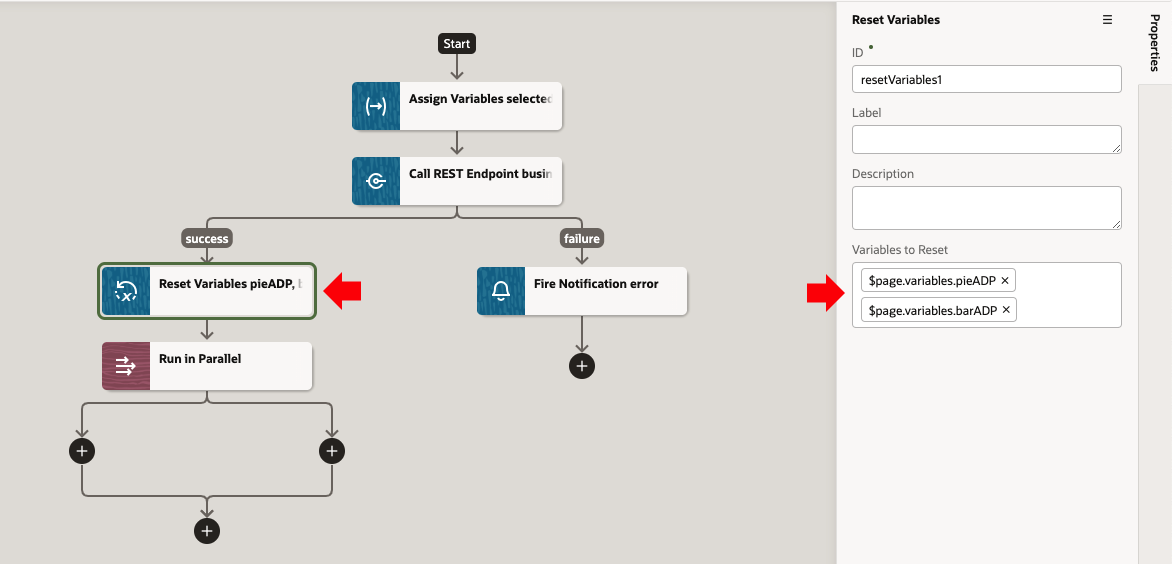 Start
Assign Variables selected
Call REST Endpoint busin
success
failure
Reset Variables pieADP,
Fire Notification error
Run in Parallel
Reset Variables
ID
resetVariables1
Label
Description
Variables to Reset
$page.variables.pieADP
$page.variables.barADP
Properties